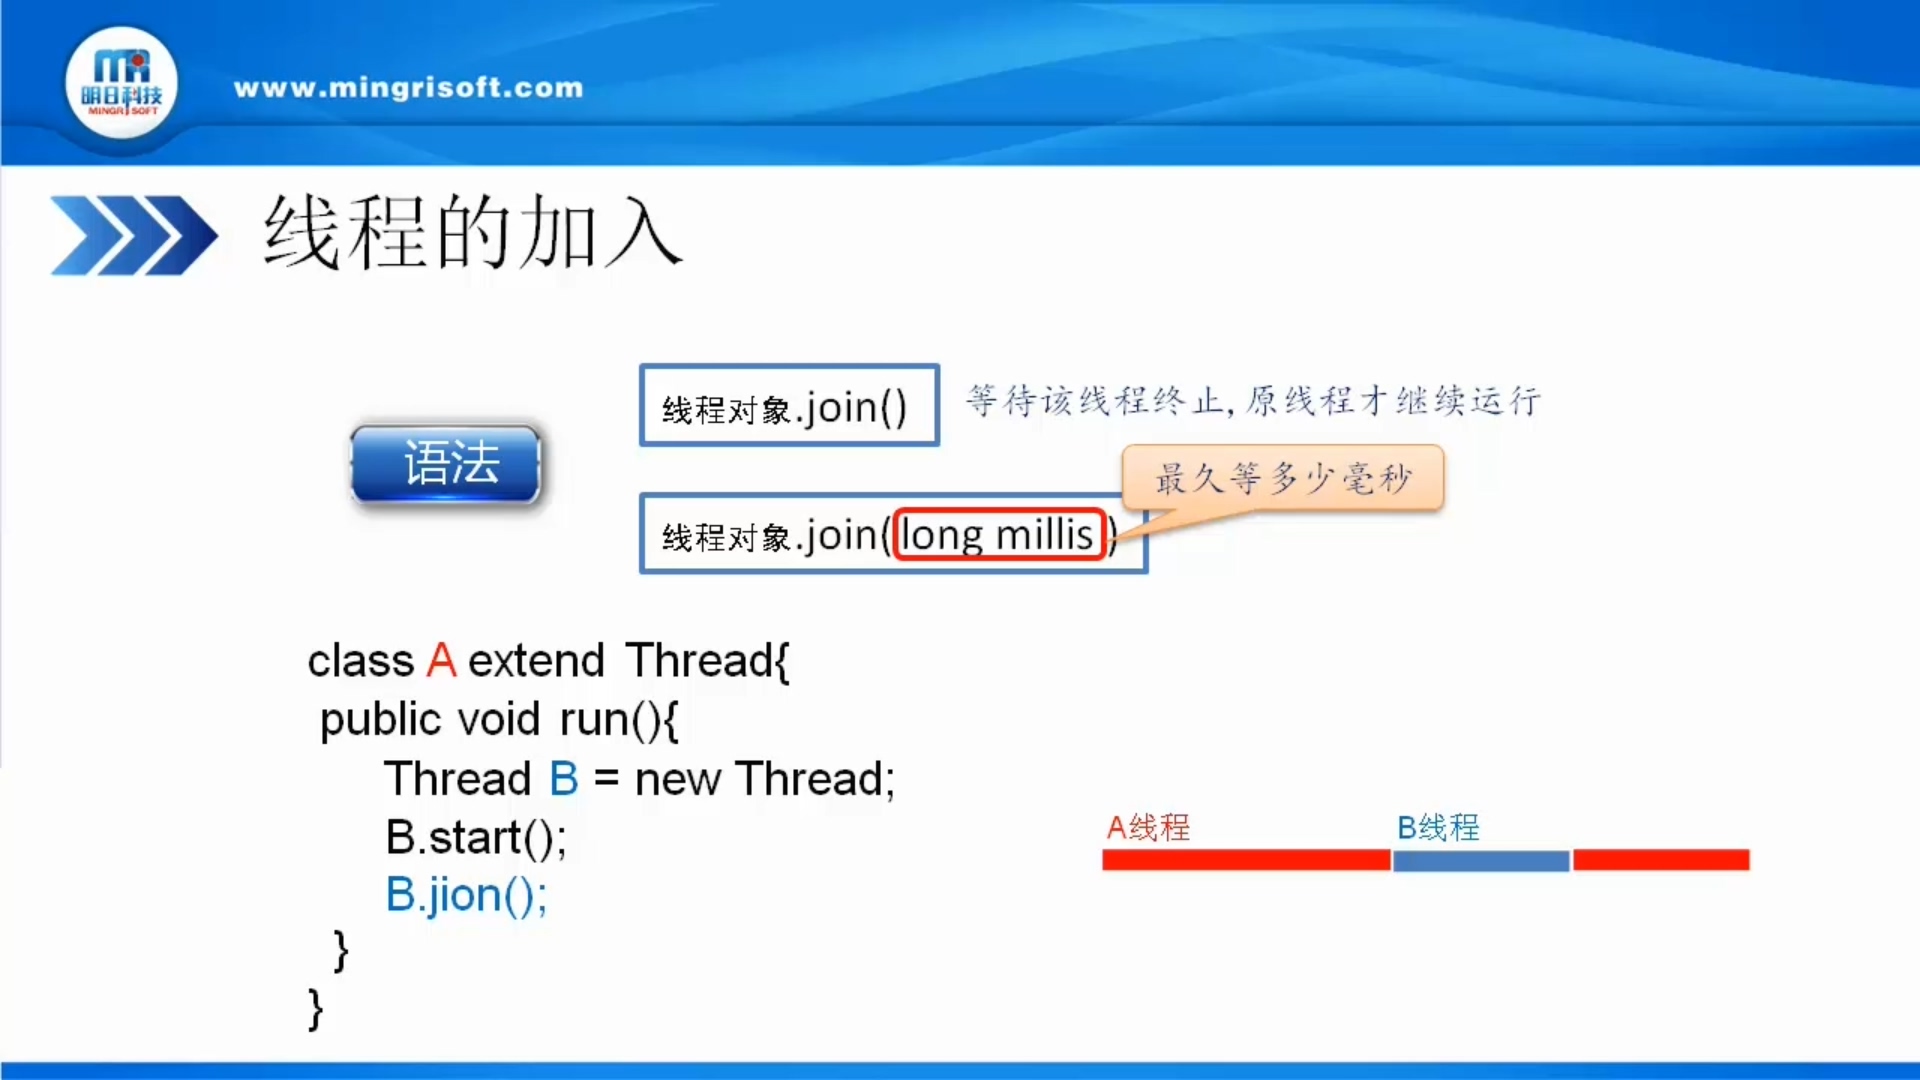 明日科技
MINGRISOFT
www.mingrisoft.com
线程的加入
语法
线程对象.join()
等待该线程终止,原线程才继续运行
最久等多少毫秒
线程对象.join(long millis)
class A extend Thread{
public void run(){
Thread B = new Thread;
B.start();
B.jion();
}
}
A线程
B线程